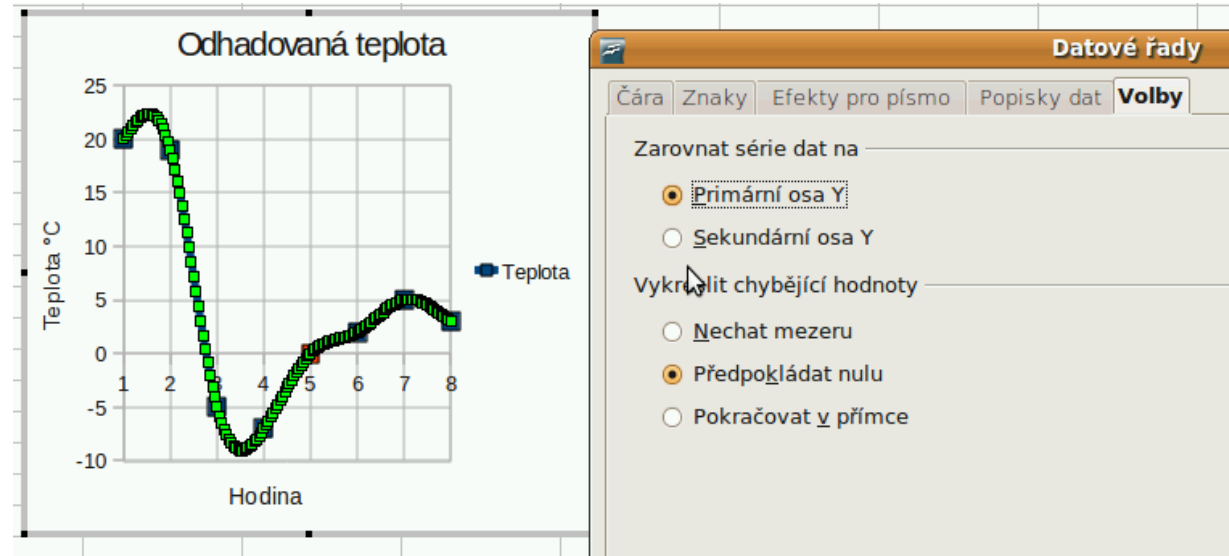 Odhadovaná teplota
25
20
15
10
5
0
-5
-10
1 2 3 4 5 6 7 8
Teplota °C
Hodina
Teplota
Datové řady
Čára Znaky Efekty pro písmo Popisky dat Volby
Zarovnat série dat na
Primární osa Y
Sekundární osa Y
Vykreslit chybějící hodnoty
Nechat mezeru
Předpokládat nulu
Pokračovat v přímce